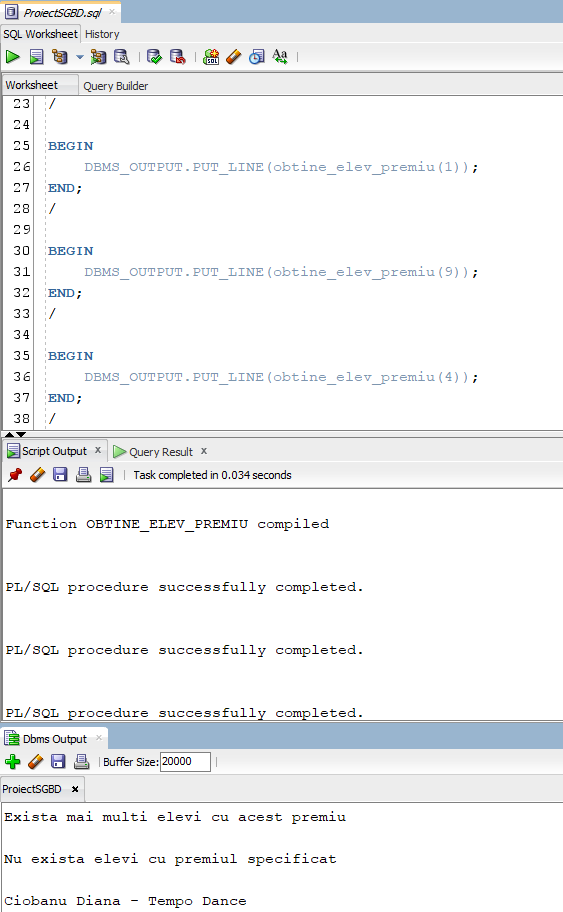 ProiectSGBD.sql ×
SQL Worksheet History
SQL Aa
Worksheet Query Builder
23 /
24
25 BEGIN
26 DBMS_OUTPUT.PUT_LINE(obtine_elev_premiu(1));
27 END;
28 /
29
30 BEGIN
31 DBMS_OUTPUT.PUT_LINE(obtine_elev_premiu(9));
32 END;
33 /
34
35 BEGIN
36 DBMS_OUTPUT.PUT_LINE(obtine_elev_premiu(4));
37 END;
38 /
Script Output x Query Result x
Task completed in 0.034 seconds
Function OBTINE_ELEV_PREMIU compiled
PL/SQL procedure successfully completed.
PL/SQL procedure successfully completed.
PL/SQL procedure successfully completed.
Dbms Output ×
Buffer Size: 20000
ProiectSGBD x
Exista mai multi elevi cu acest premiu
Nu exista elevi cu premiul specificat
Ciobanu Diana - Tempo Dance